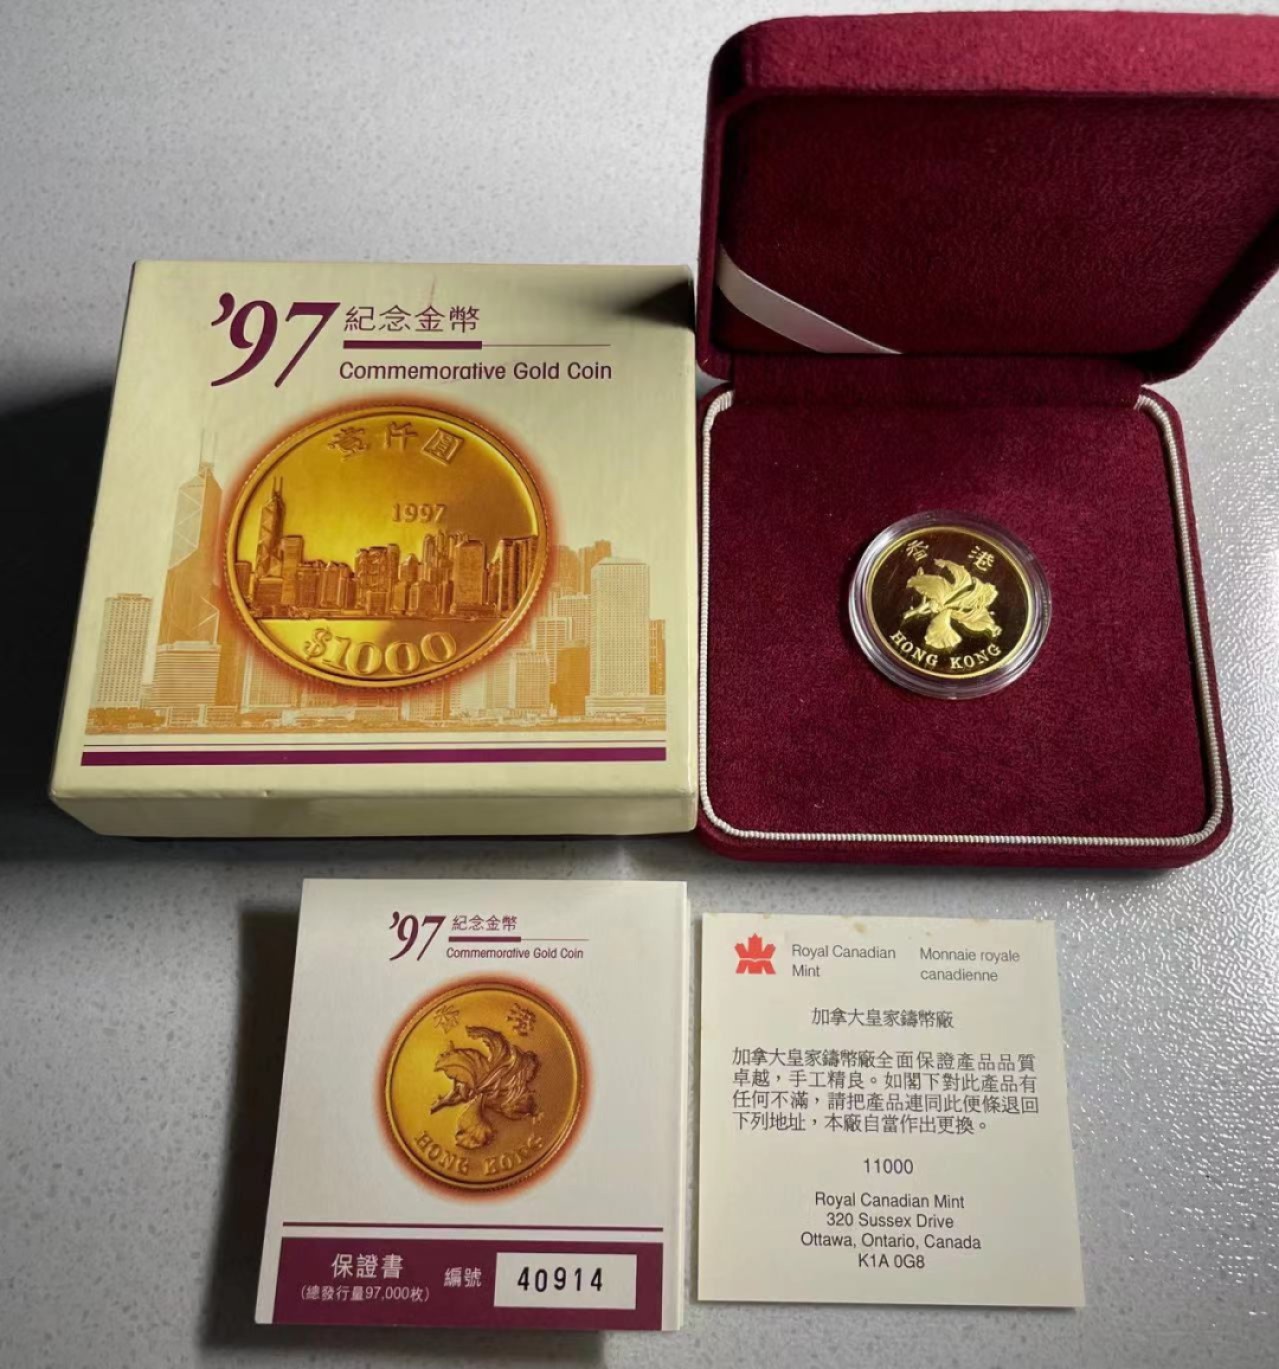 '97 紀念金幣
Commemorative Gold Coin
壹仟圓
1997
$1000
香港
HONG KONG
'97 紀念金幣
Commemorative Gold Coin
香港
HONG KONG
保證書
(總發行量97,000枚)
編號
40914
Royal Canadian
Mint
Monnaie royale
canadienne
加拿大皇家鑄幣廠
加拿大皇家鑄幣廠全面保證產品品質
卓越，手工精良。如閣下對此產品有
任何不滿，請把產品連同此便條退回
下列地址，本廠自當作出更換。
11000
Royal Canadian Mint
320 Sussex Drive
Ottawa, Ontario, Canada
K1A 0G8